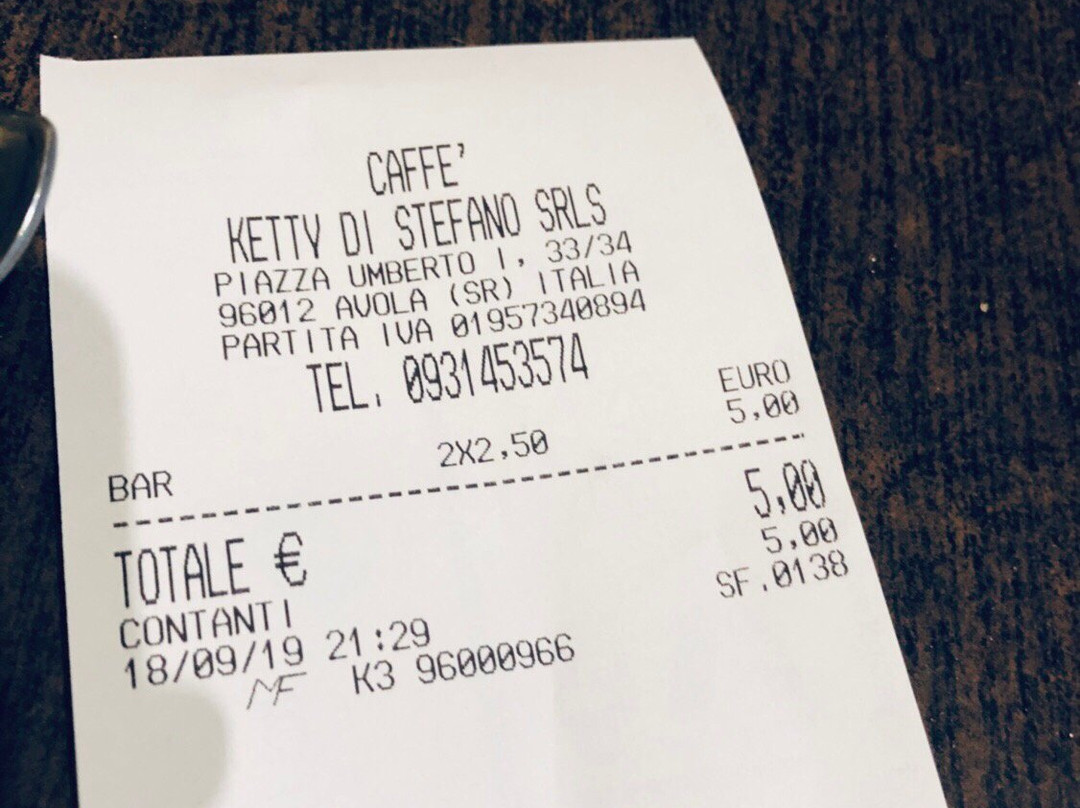 CAFFE'
KETTY DI STEFANO SRLS
PIAZZA UMBERTO I, 33/34
96012 AVOLA (SR) ITALIA
PARTITA IVA 01957340894
TEL. 0931453574
EURO
2X2,50
BAR 5,00
TOTALE € 5,00
CONTANTI 5,00
18/09/19 21:29 SF.0138
MF K3 96000966